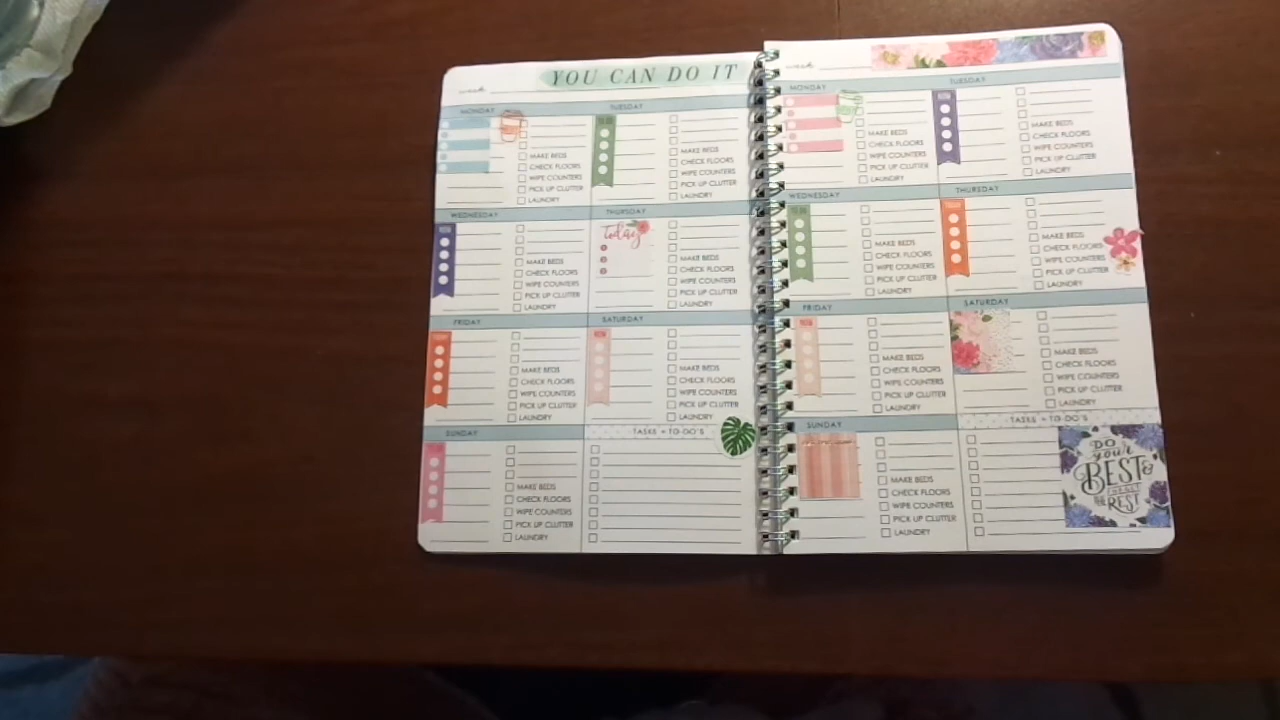 YOU CAN DO IT
week
MONDAY
MAKE BEDS
CHECK FLOORS
WIPE COUNTERS
PICK UP CLUTTER
LAUNDRY
TUESDAY
MAKE BEDS
CHECK FLOORS
WIPE COUNTERS
PICK UP CLUTTER
LAUNDRY
WEDNESDAY
MAKE BEDS
CHECK FLOORS
WIPE COUNTERS
PICK UP CLUTTER
LAUNDRY
THURSDAY
today
MAKE BEDS
CHECK FLOORS
WIPE COUNTERS
PICK UP CLUTTER
LAUNDRY
FRIDAY
MAKE BEDS
CHECK FLOORS
WIPE COUNTERS
PICK UP CLUTTER
LAUNDRY
SATURDAY
MAKE BEDS
CHECK FLOORS
WIPE COUNTERS
PICK UP CLUTTER
LAUNDRY
SUNDAY
MAKE BEDS
CHECK FLOORS
WIPE COUNTERS
PICK UP CLUTTER
LAUNDRY
TASKS + TO-DO'S
week
MONDAY
MAKE BEDS
CHECK FLOORS
WIPE COUNTERS
PICK UP CLUTTER
LAUNDRY
TUESDAY
MAKE BEDS
CHECK FLOORS
WIPE COUNTERS
PICK UP CLUTTER
LAUNDRY
WEDNESDAY
MAKE BEDS
CHECK FLOORS
WIPE COUNTERS
PICK UP CLUTTER
LAUNDRY
THURSDAY
MAKE BEDS
CHECK FLOORS
WIPE COUNTERS
PICK UP CLUTTER
LAUNDRY
FRIDAY
MAKE BEDS
CHECK FLOORS
WIPE COUNTERS
PICK UP CLUTTER
LAUNDRY
SATURDAY
MAKE BEDS
CHECK FLOORS
WIPE COUNTERS
PICK UP CLUTTER
LAUNDRY
SUNDAY
MAKE BEDS
CHECK FLOORS
WIPE COUNTERS
PICK UP CLUTTER
LAUNDRY
TASKS + TO-DO'S
DO
your
BEST &
THE REST